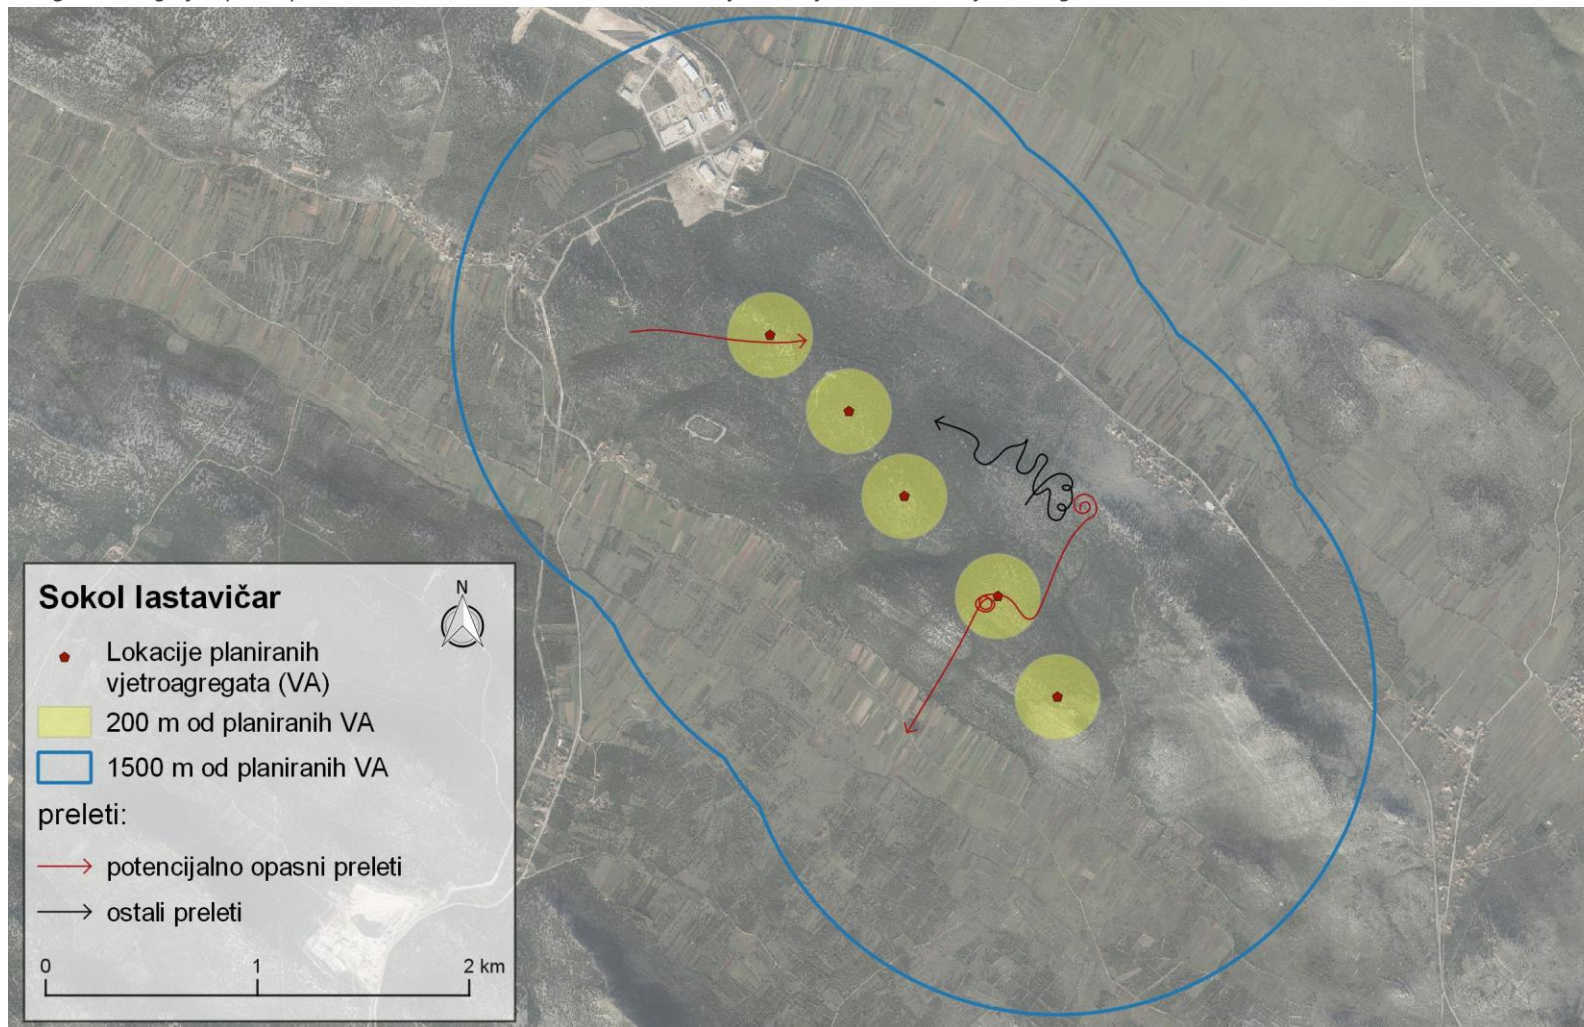 Sokol lastavičar
N
Lokacije planiranih
vjetroagregata (VA)
200 m od planiranih VA
1500 m od planiranih VA
preleti:
potencijalno opasni preleti
ostali preleti
0 1 2 km